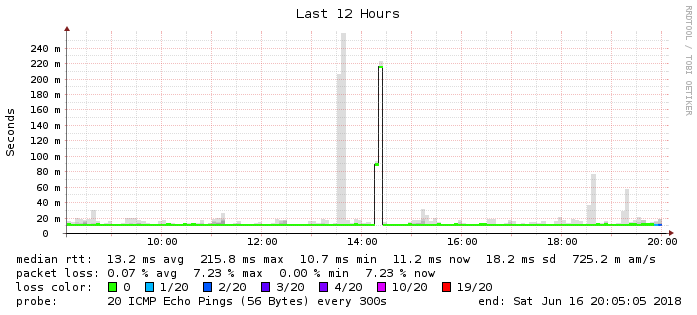 Last 12 Hours
RRDTOOL / TOBI OETIKER
Seconds
240 m
220 m
200 m
180 m
160 m
140 m
120 m
100 m
80 m
60 m
40 m
20 m
0
10:00 12:00 14:00 16:00 18:00 20:00
median rtt: 13.2 ms avg 215.8 ms max 10.7 ms min 11.2 ms now 18.2 ms sd 725.2 m am/s
packet loss: 0.07 % avg 7.23 % max 0.00 % min 7.23 % now
loss color: 0 1/20 2/20 3/20 4/20 10/20 19/20
probe: 20 ICMP Echo Pings (56 Bytes) every 300s end: Sat Jun 16 20:05:05 2018